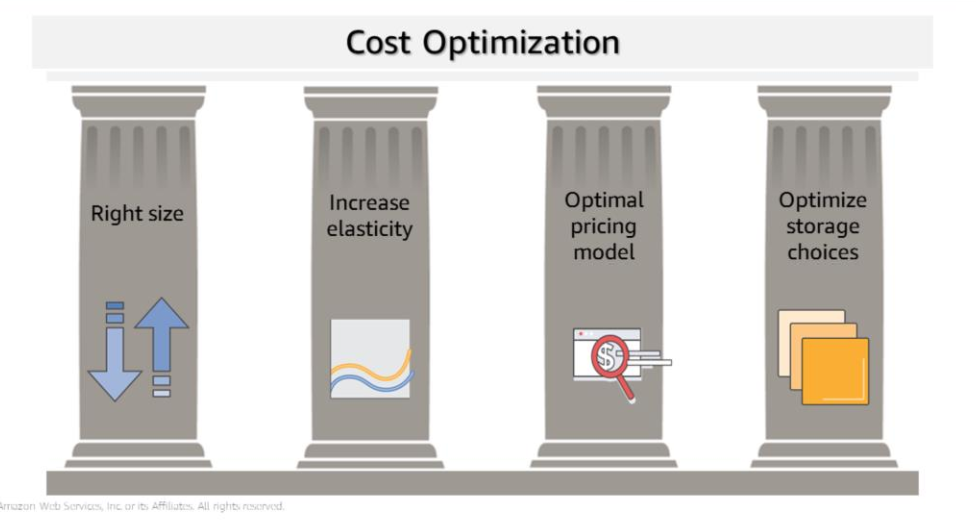 Cost Optimization
Right size
Increase
elasticity
Optimal
pricing
model
Optimize
storage
choices
$
Amazon Web Services, Inc. or its Affiliates. All rights reserved.